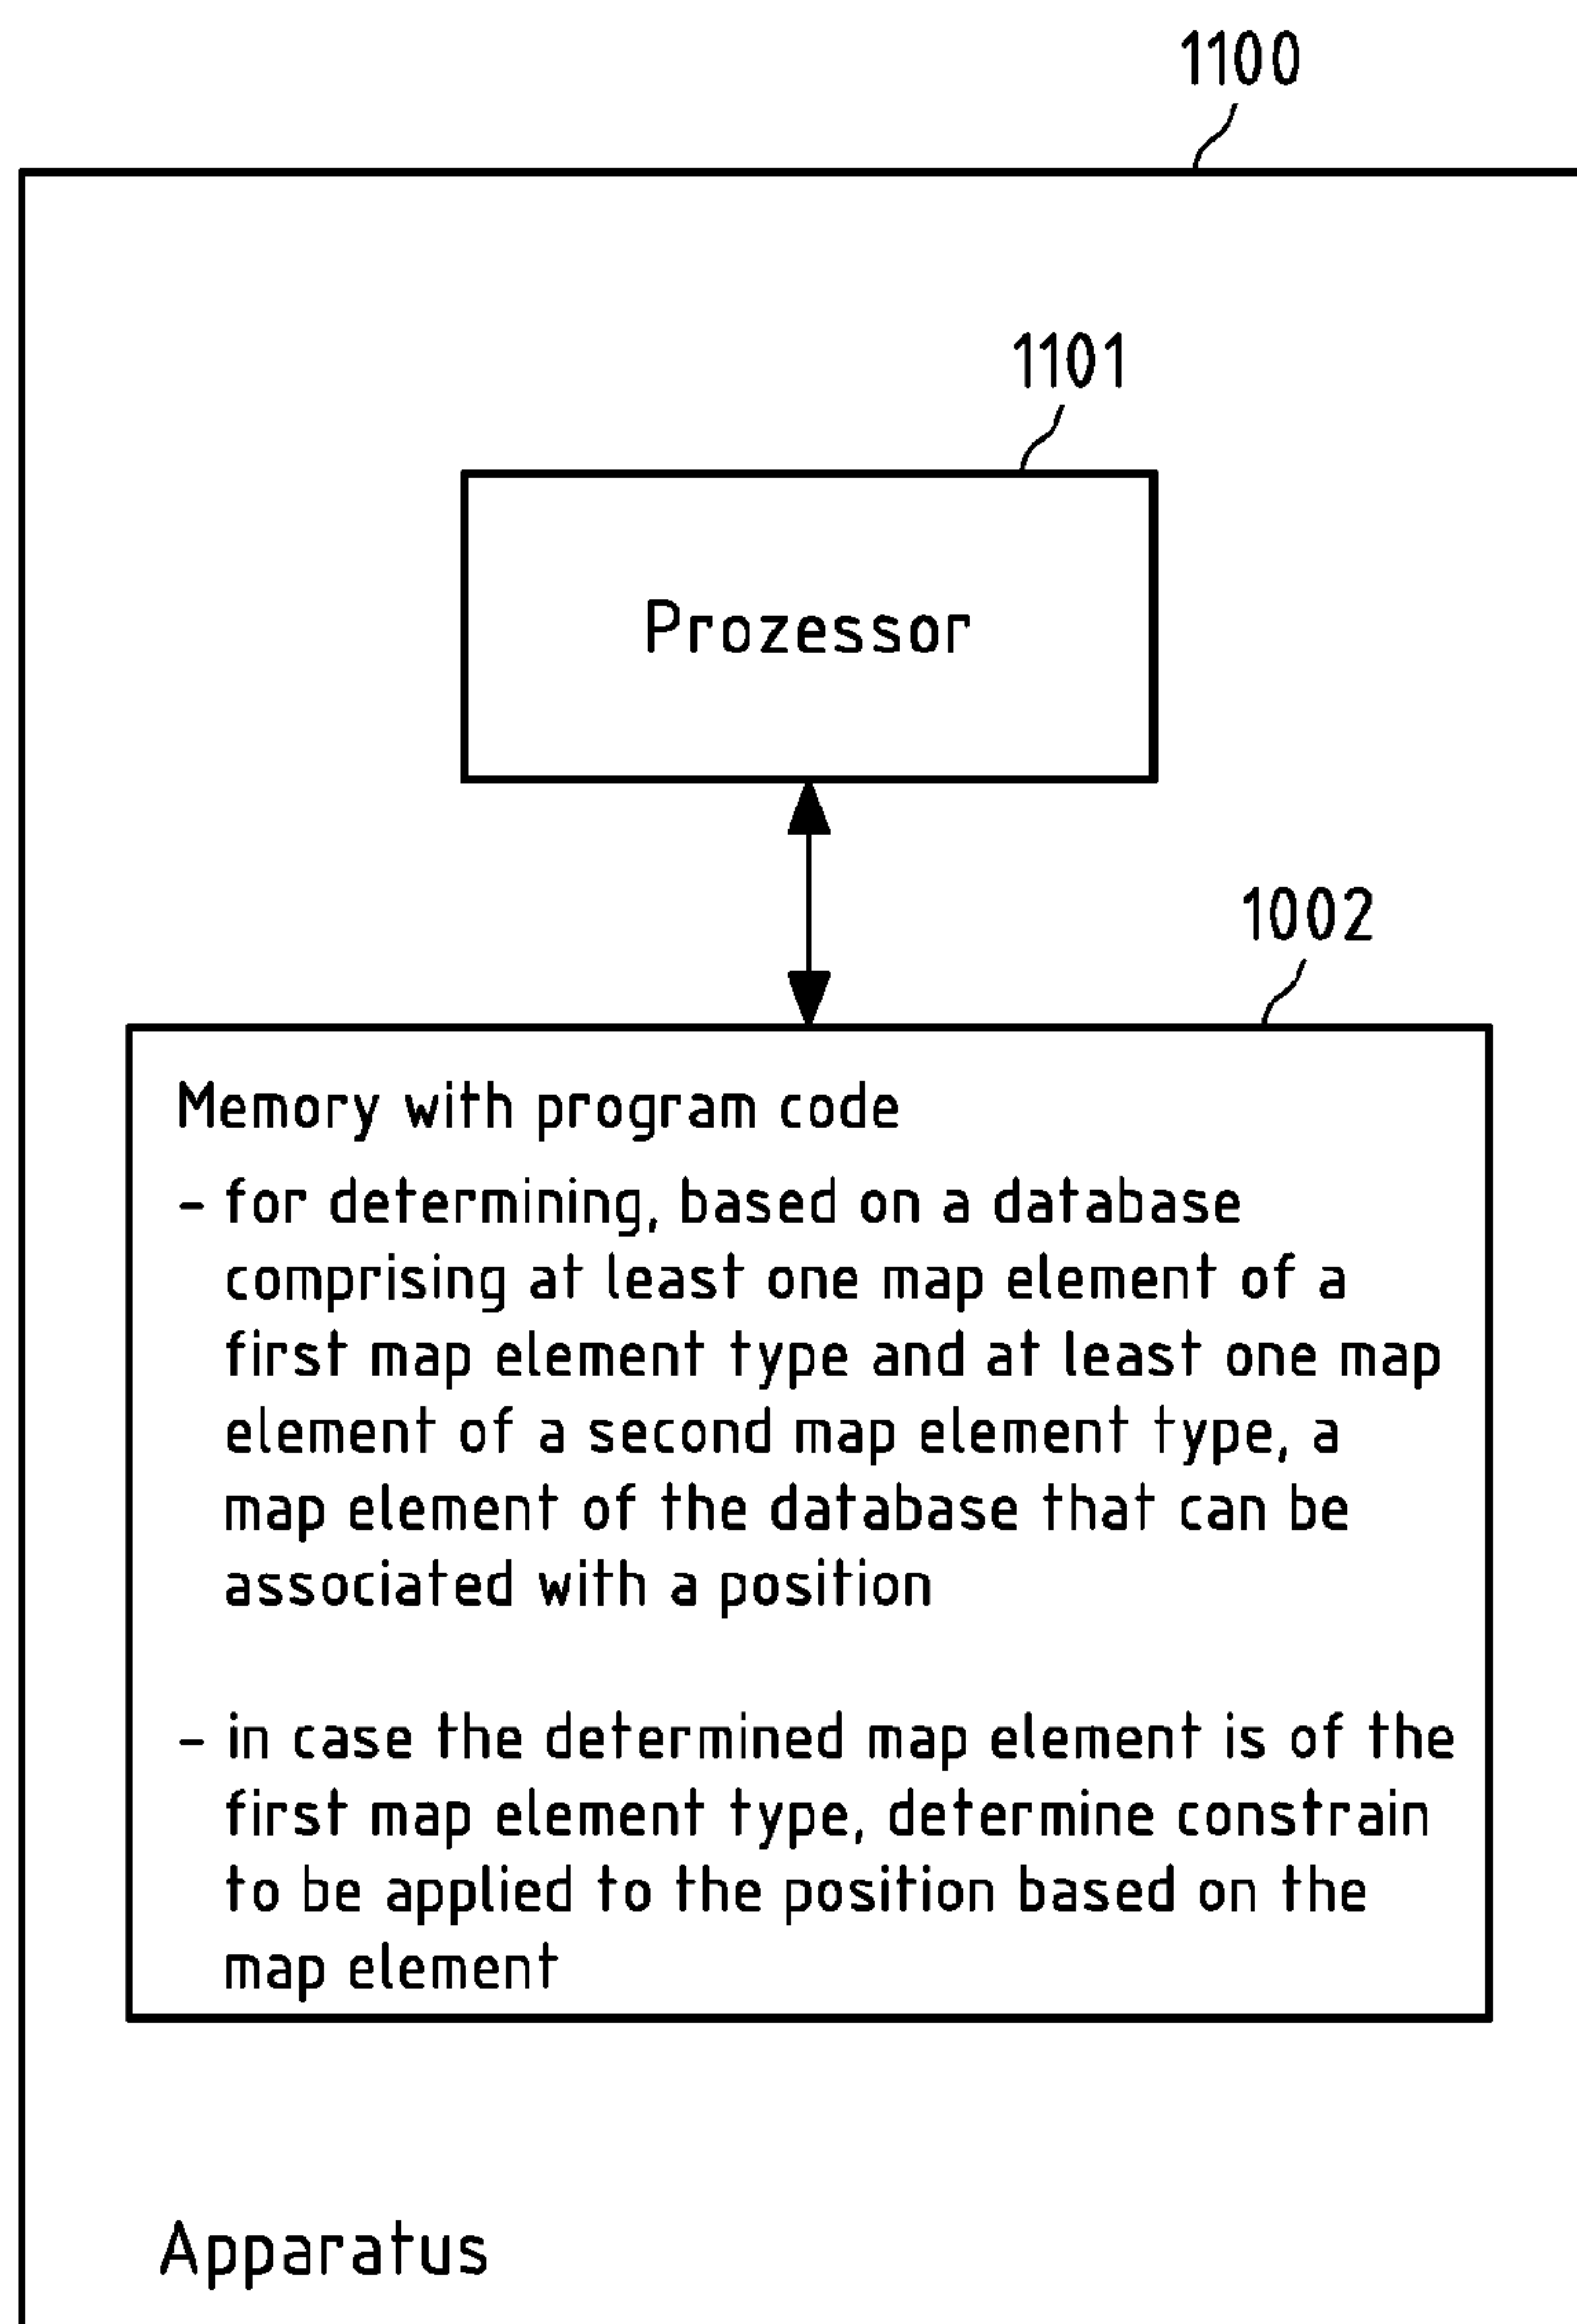 1100
1101
Prozessor
1002
Memory with program code
- for determining, based on a database
comprising at least one map element of a
first map element type and at least one map
element of a second map element type, a
map element of the database that can be
associated with a position
- in case the determined map element is of the
first map element type, determine constrain
to be applied to the position based on the
map element
Apparatus